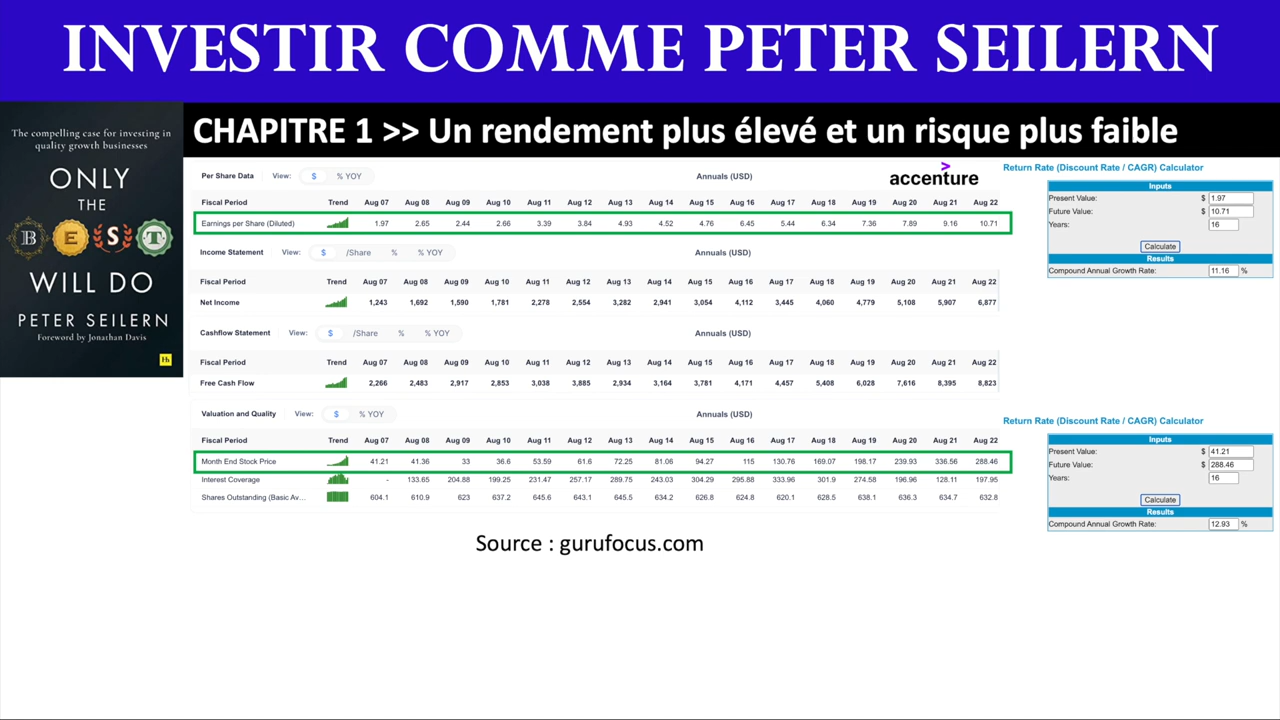 INVESTIR COMME PETER SEILERN
The compelling case for investing in
quality growth businesses
ONLY
THE
B E S T
WILL DO
PETER SEILERN
Foreword by Jonathan Davis
Hh
CHAPITRE 1 >> Un rendement plus élevé et un risque plus faible
Per Share Data View: $ % YOY Annuals (USD)
>
accenture
Fiscal Period Trend Aug 07 Aug 08 Aug 09 Aug 10 Aug 11 Aug 12 Aug 13 Aug 14 Aug 15 Aug 16 Aug 17 Aug 18 Aug 19 Aug 20 Aug 21 Aug 22
Earnings per Share (Diluted) 1.97 2.65 2.44 2.66 3.39 3.84 4.93 4.52 4.76 6.45 5.44 6.34 7.36 7.89 9.16 10.71
Income Statement View: $ /Share % % YOY Annuals (USD)
Fiscal Period Trend Aug 07 Aug 08 Aug 09 Aug 10 Aug 11 Aug 12 Aug 13 Aug 14 Aug 15 Aug 16 Aug 17 Aug 18 Aug 19 Aug 20 Aug 21 Aug 22
Net Income 1,243 1,692 1,590 1,781 2,278 2,554 3,282 2,941 3,054 4,112 3,445 4,060 4,779 5,108 5,907 6,877
Cashflow Statement View: $ /Share % % YOY Annuals (USD)
Fiscal Period Trend Aug 07 Aug 08 Aug 09 Aug 10 Aug 11 Aug 12 Aug 13 Aug 14 Aug 15 Aug 16 Aug 17 Aug 18 Aug 19 Aug 20 Aug 21 Aug 22
Free Cash Flow 2,266 2,483 2,917 2,853 3,038 3,885 2,934 3,164 3,781 4,171 4,457 5,408 6,028 7,616 8,395 8,823
Valuation and Quality View: $ % YOY Annuals (USD)
Fiscal Period Trend Aug 07 Aug 08 Aug 09 Aug 10 Aug 11 Aug 12 Aug 13 Aug 14 Aug 15 Aug 16 Aug 17 Aug 18 Aug 19 Aug 20 Aug 21 Aug 22
Month End Stock Price 41.21 41.36 33 36.6 53.59 61.6 72.25 81.06 94.27 115 130.76 169.07 198.17 239.93 336.56 288.46
Interest Coverage - 133.65 204.88 199.25 231.47 257.17 289.75 243.03 304.29 295.88 333.96 301.9 274.58 196.96 128.11 197.95
Shares Outstanding (Basic Av... 604.1 610.9 623 637.2 645.6 643.1 645.5 634.2 626.8 624.8 620.1 628.5 638.1 636.3 634.7 632.8
Return Rate (Discount Rate / CAGR) Calculator
Inputs
Present Value: $ 1.97
Future Value: $ 10.71
Years: 16
Calculate
Results
Compound Annual Growth Rate: 11.16 %
Return Rate (Discount Rate / CAGR) Calculator
Inputs
Present Value: $ 41.21
Future Value: $ 288.46
Years: 16
Calculate
Results
Compound Annual Growth Rate: 12.93 %
Source : gurufocus.com